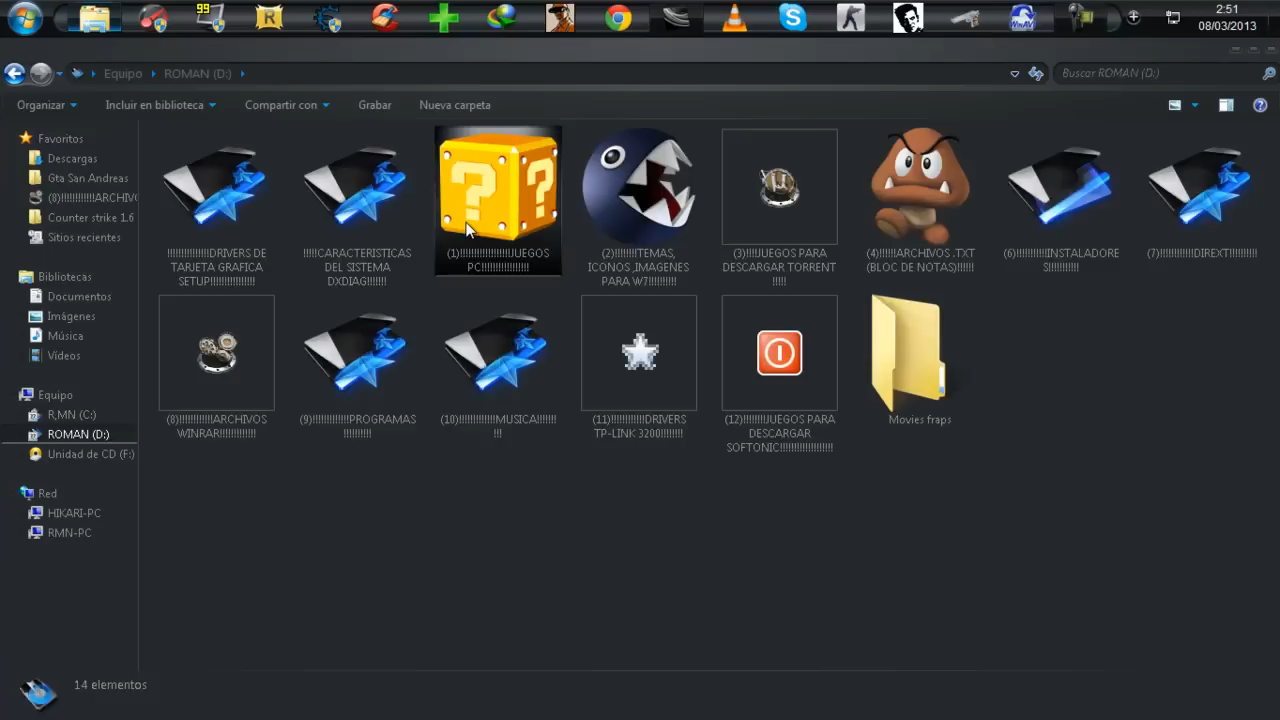 99
2:51
08/03/2013
Equipo
ROMAN (D:)
Buscar ROMAN (D:)
Organizar
Incluir en biblioteca
Compartir con
Grabar
Nueva carpeta
Favoritos
Descargas
Gta San Andreas
(8)!!!!!!!!!!!!ARCHIVO
Counter strike 1.6
Sitios recientes
Bibliotecas
Documentos
Imágenes
Música
Vídeos
Equipo
R,MN (C:)
ROMAN (D:)
Unidad de CD (F:)
Red
HIKARI-PC
RMN-PC
!!!!!!!!!!!!!!DRIVERS DE
TARJETA GRAFICA
SETUP!!!!!!!!!!!!!!!
!!!!!CARACTERISTICAS
DEL SISTEMA
DXDIAG!!!!!!!
(1)!!!!!!!!!!!!!!!!!JUEGOS
PC!!!!!!!!!!!!!!!!
(2)!!!!!!!!TEMAS,
ICONOS ,IMAGENES
PARA W7!!!!!!!!!!
(3)!!!JUEGOS PARA
DESCARGAR TORRENT
!!!!!
(4)!!!!!!ARCHIVOS .TXT
(BLOC DE NOTAS)!!!!!!
(6)!!!!!!!!!!!INSTALADORE
S!!!!!!!!!!!
(7)!!!!!!DIREXT!!!!!!!!!
(8)!!!!!!!!!!!!ARCHIVOS
WINRAR!!!!!!!!!!!!
(9)!!!!!!!!!!!!!PROGRAMAS
!!!!!!!!!!
(10)!!!!!!!!!!!!!MUSICA!!!!!!!!
!!!
(11)!!!!!!!!!!!!DRIVERS
TP-LINK 3200!!!!!!!!
(12)!!!!!!!!JUEGOS PARA
DESCARGAR
SOFTONIC!!!!!!!!!!!!!!!!!!!
Movies fraps
14 elementos
WinAVI